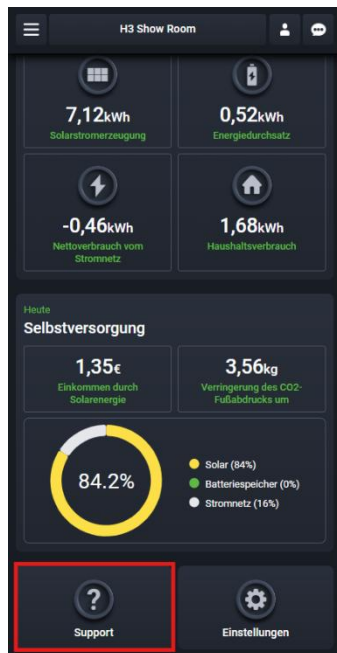 H3 Show Room
7,12kWh
Solarstromerzeugung
0,52kWh
Energiedurchsatz
-0,46kWh
Nettoverbrauch vom
Stromnetz
1,68kWh
Haushaltsverbrauch
Heute
Selbstversorgung
1,35€
Einkommen durch
Solarenergie
3,56kg
Verringerung des CO2-
Fußabdrucks um
84.2%
Solar (84%)
Batteriespeicher (0%)
Stromnetz (16%)
?
Support
Einstellungen